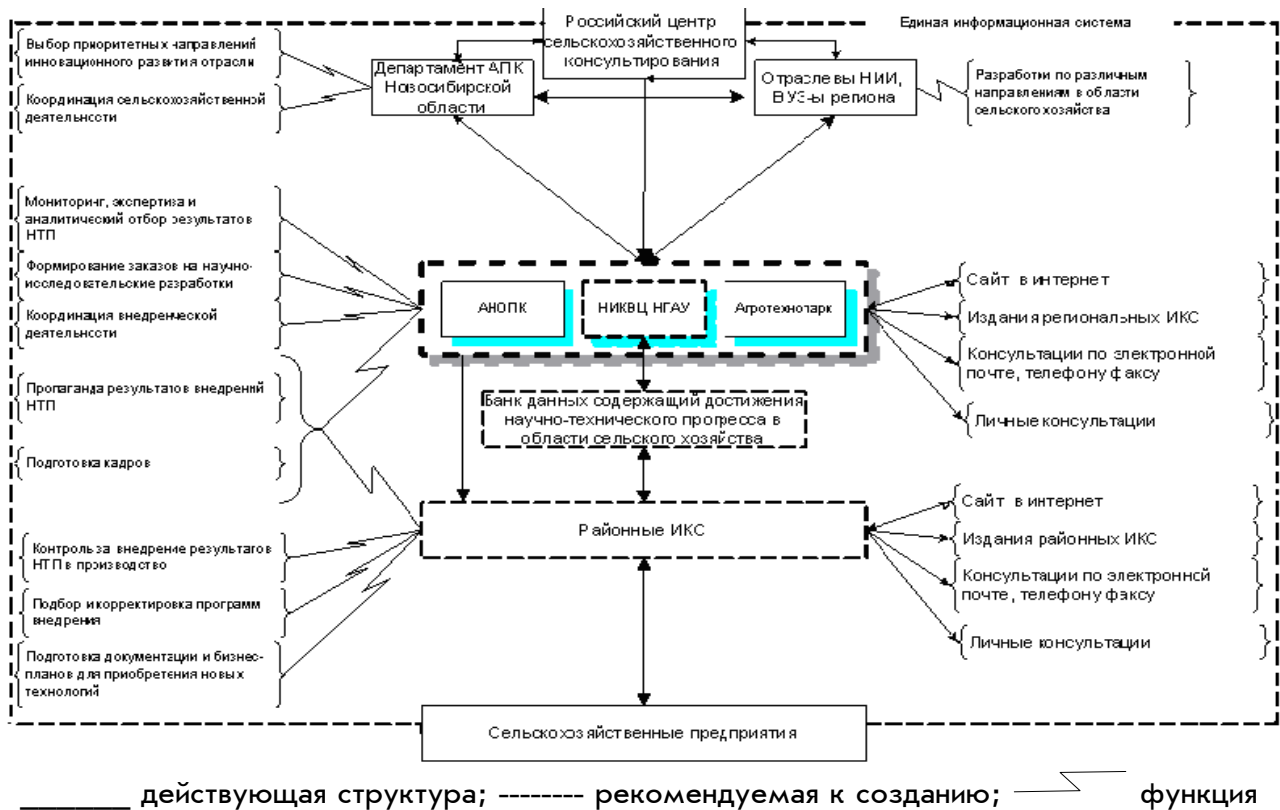 Российский центр
сельскохозяйственного
консультирования
Единая информационная система
Выбор приоритетных направлений
инновационного развития отрасли
Координация сельскохозяйственной
деятельности
Департамент АПК
Новосибирской
области
Отраслевы НИИ,
ВУЗ-ы региона
Разработки по различным
направлениям в области
сельского хозяйства
Мониторинг, экспертиза и
аналитический отбор результатов
НТП
Формирование заказов на научно-
исследовательские разработки
Координация внедренческой
деятельности
Пропаганда результатов внедрений
НТП
Подготовка кадров
АНОПК
НИКВЦ НГАУ
Агротехнопарк
Сайт в интернет
Издания региональных ИКС
Консультации по электронной
почте, телефону факсу
Личные консультации
Банк данных содержащий достижения
научно-технического прогресса в
области сельского хозяйства
Районные ИКС
Контроль за внедрение результатов
НТП в производство
Подбор и корректировка программ
внедрения
Подготовка документации и бизнес-
планов для приобретения новых
технологий
Сайт в интернет
Издания районных ИКС
Консультации по электронной
почте, телефону факсу
Личные консультации
Сельскохозяйственные предприятия
_______ действующая структура; -------- рекомендуемая к созданию; функция